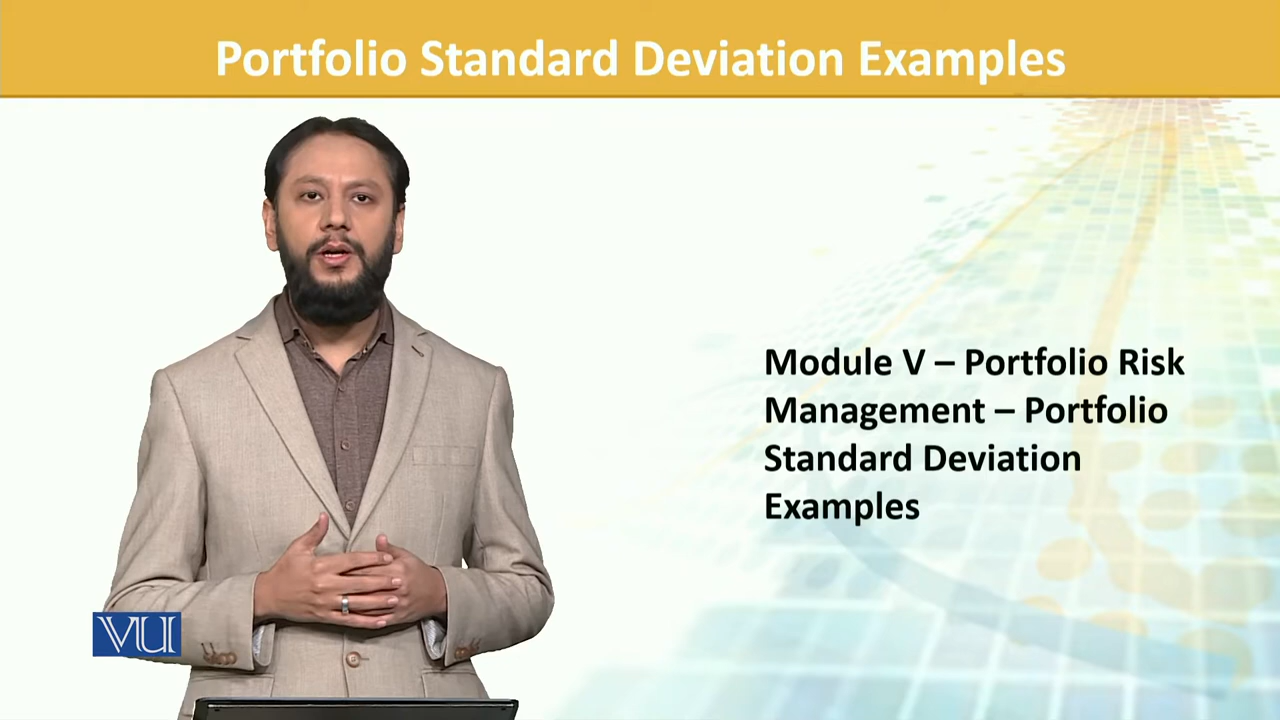 Portfolio Standard Deviation Examples
Module V – Portfolio Risk
Management – Portfolio
Standard Deviation
Examples
VU